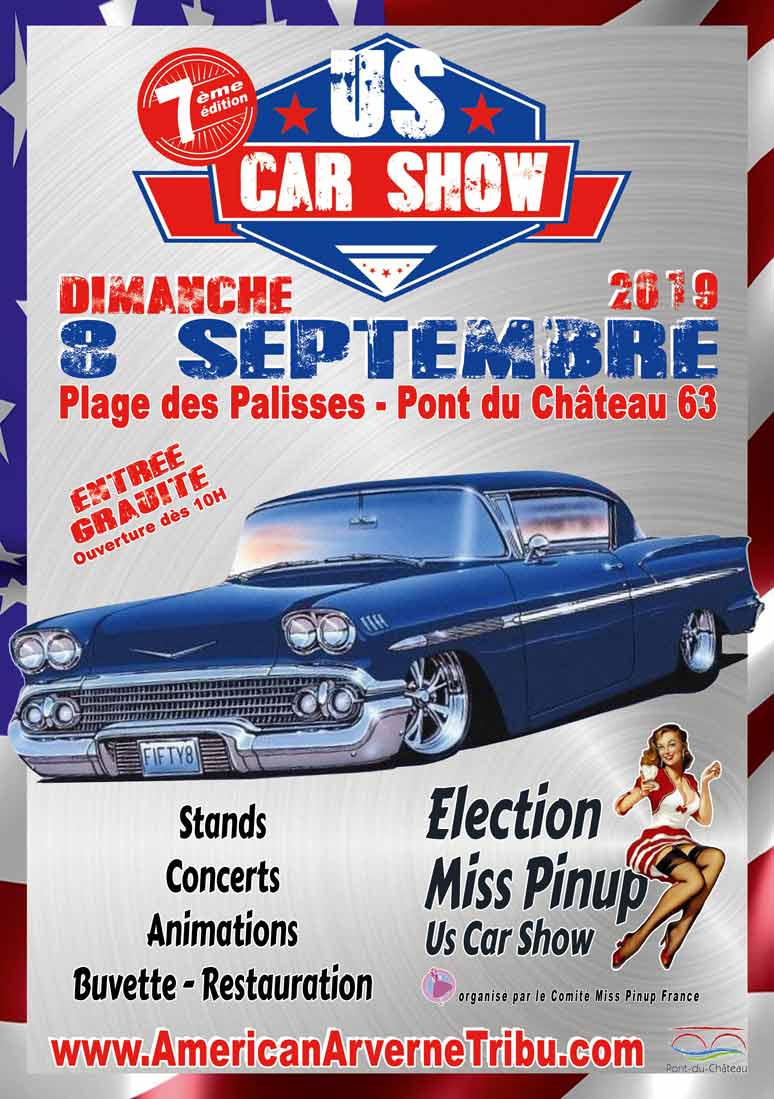 7ème
édition
US
CAR SHOW
DIMANCHE 2019
8 SEPTEMBRE
Plage des Palisses - Pont du Château 63
ENTREE
GRAUITE
Ouverture dès 10H
FIFTY8
Stands
Concerts
Animations
Buvette - Restauration
Election
Miss Pinup
Us Car Show
organisé par le Comite Miss Pinup France
www.AmericanArverneTribu.com
Pont-du-Château